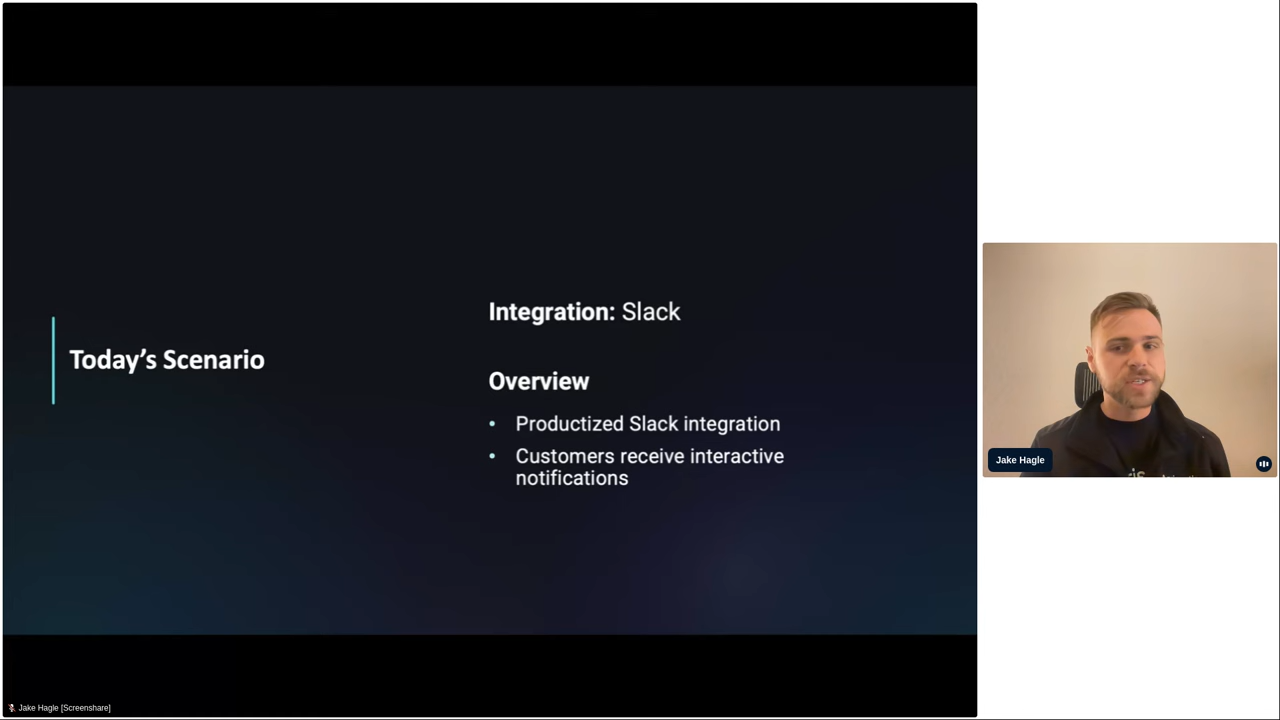 Integration: Slack
Today's Scenario
Overview
• Productized Slack integration
• Customers receive interactive
notifications
Jake Hagle
Jake Hagle [Screenshare]